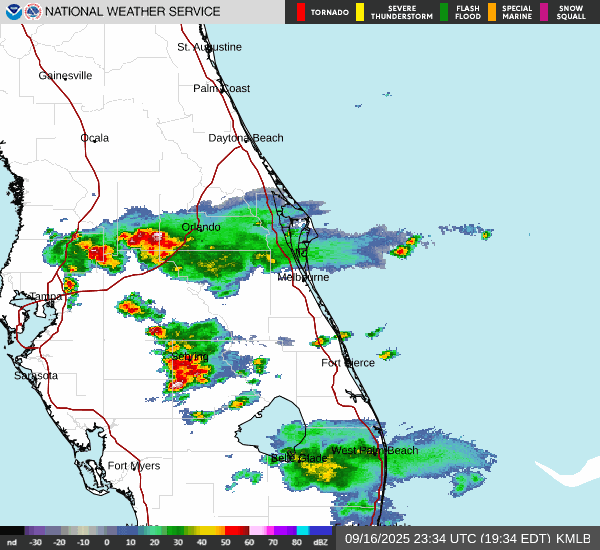 NATIONAL WEATHER SERVICE
TORNADO
SEVERE THUNDERSTORM
FLASH FLOOD
SPECIAL MARINE
SNOW SQUALL
St. Augustine
Gainesville
Palm Coast
Ocala
Daytona Beach
Orlando
Melbourne
Tampa
Sebring
Fort Pierce
Sarasota
West Palm Beach
Belle Glade
Fort Myers
nd -30 -20 -10 0 10 20 30 40 50 60 70 80 dBZ
09/16/2025 23:34 UTC (19:34 EDT) KMLB